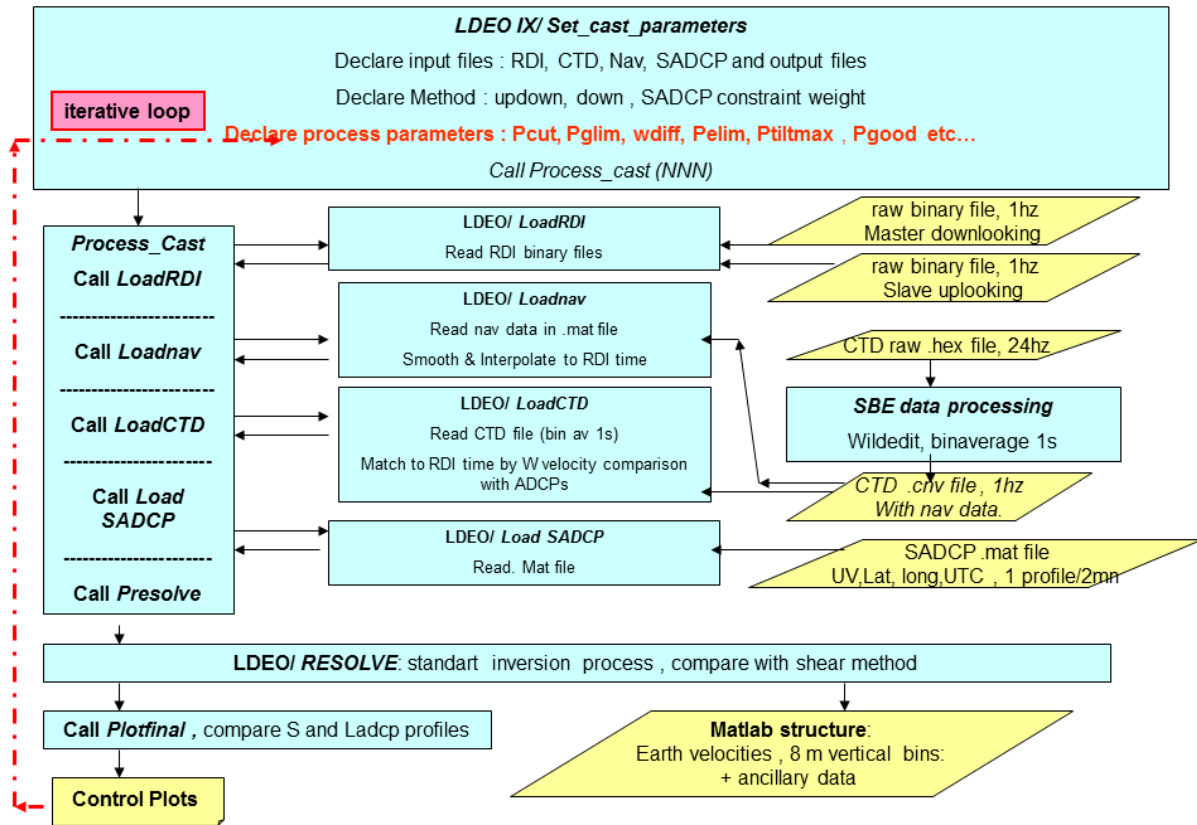 LDEO IX/ Set_cast_parameters
Declare input files : RDI, CTD, Nav, SADCP and output files
Declare Method : updown, down , SADCP constraint weight
iterative loop
Declare process parameters : Pcut, Pglim, wdiff, Pelim, Ptiltmax , Pgood etc...
Call Process_cast (NNN)
Process_Cast
Call LoadRDI
-------------------------
Call Loadnav
-------------------------
Call LoadCTD
------------------------
Call Load
SADCP
------------------------
Call Presolve
LDEO/ LoadRDI
Read RDI binary files
raw binary file, 1hz
Master downlooking
raw binary file, 1hz
Slave uplooking
LDEO/ Loadnav
Read nav data in .mat file
Smooth & Interpolate to RDI time
CTD raw .hex file, 24hz
LDEO/ LoadCTD
Read CTD file (bin av 1s)
Match to RDI time by W velocity comparison
with ADCPs
SBE data processing
Wildedit, binaverage 1s
CTD .cnv file , 1hz
With nav data.
LDEO/ Load SADCP
Read. Mat file
SADCP .mat file
UV,Lat, long,UTC , 1 profile/2mn
LDEO/ RESOLVE: standart inversion process , compare with shear method
Call Plotfinal , compare S and Ladcp profiles
Matlab structure:
Earth velocities , 8 m vertical bins:
+ ancillary data
Control Plots